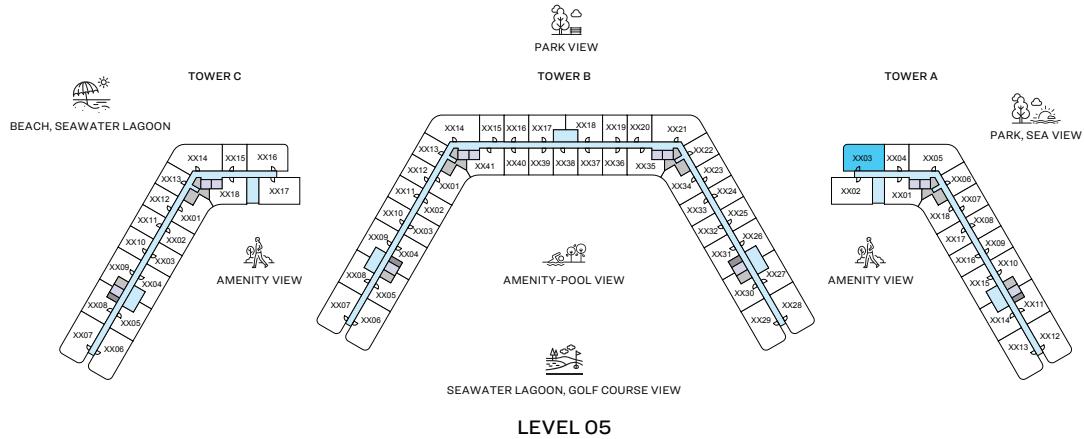 PARK VIEW
TOWER C
TOWER B
TOWER A
BEACH, SEAWATER LAGOON
PARK, SEA VIEW
XX14
XX15
XX16
XX13
XX12
XX11
XX10
XX09
XX08
XX07
XX18
XX17
XX01
XX02
XX03
XX04
XX05
XX06
AMENITY VIEW
XX14
XX15
XX16
XX17
XX18
XX19
XX20
XX21
XX13
XX12
XX11
XX10
XX09
XX08
XX07
XX41
XX40
XX39
XX38
XX37
XX36
XX01
XX02
XX03
XX04
XX05
XX06
XX22
XX23
XX24
XX25
XX26
XX27
XX28
XX34
XX33
XX32
XX31
XX30
XX29
AMENITY-POOL VIEW
XX03
XX04
XX05
XX02
XX01
XX06
XX07
XX08
XX09
XX10
XX11
XX12
XX18
XX17
XX16
XX15
XX14
XX13
AMENITY VIEW
SEAWATER LAGOON, GOLF COURSE VIEW
LEVEL 05